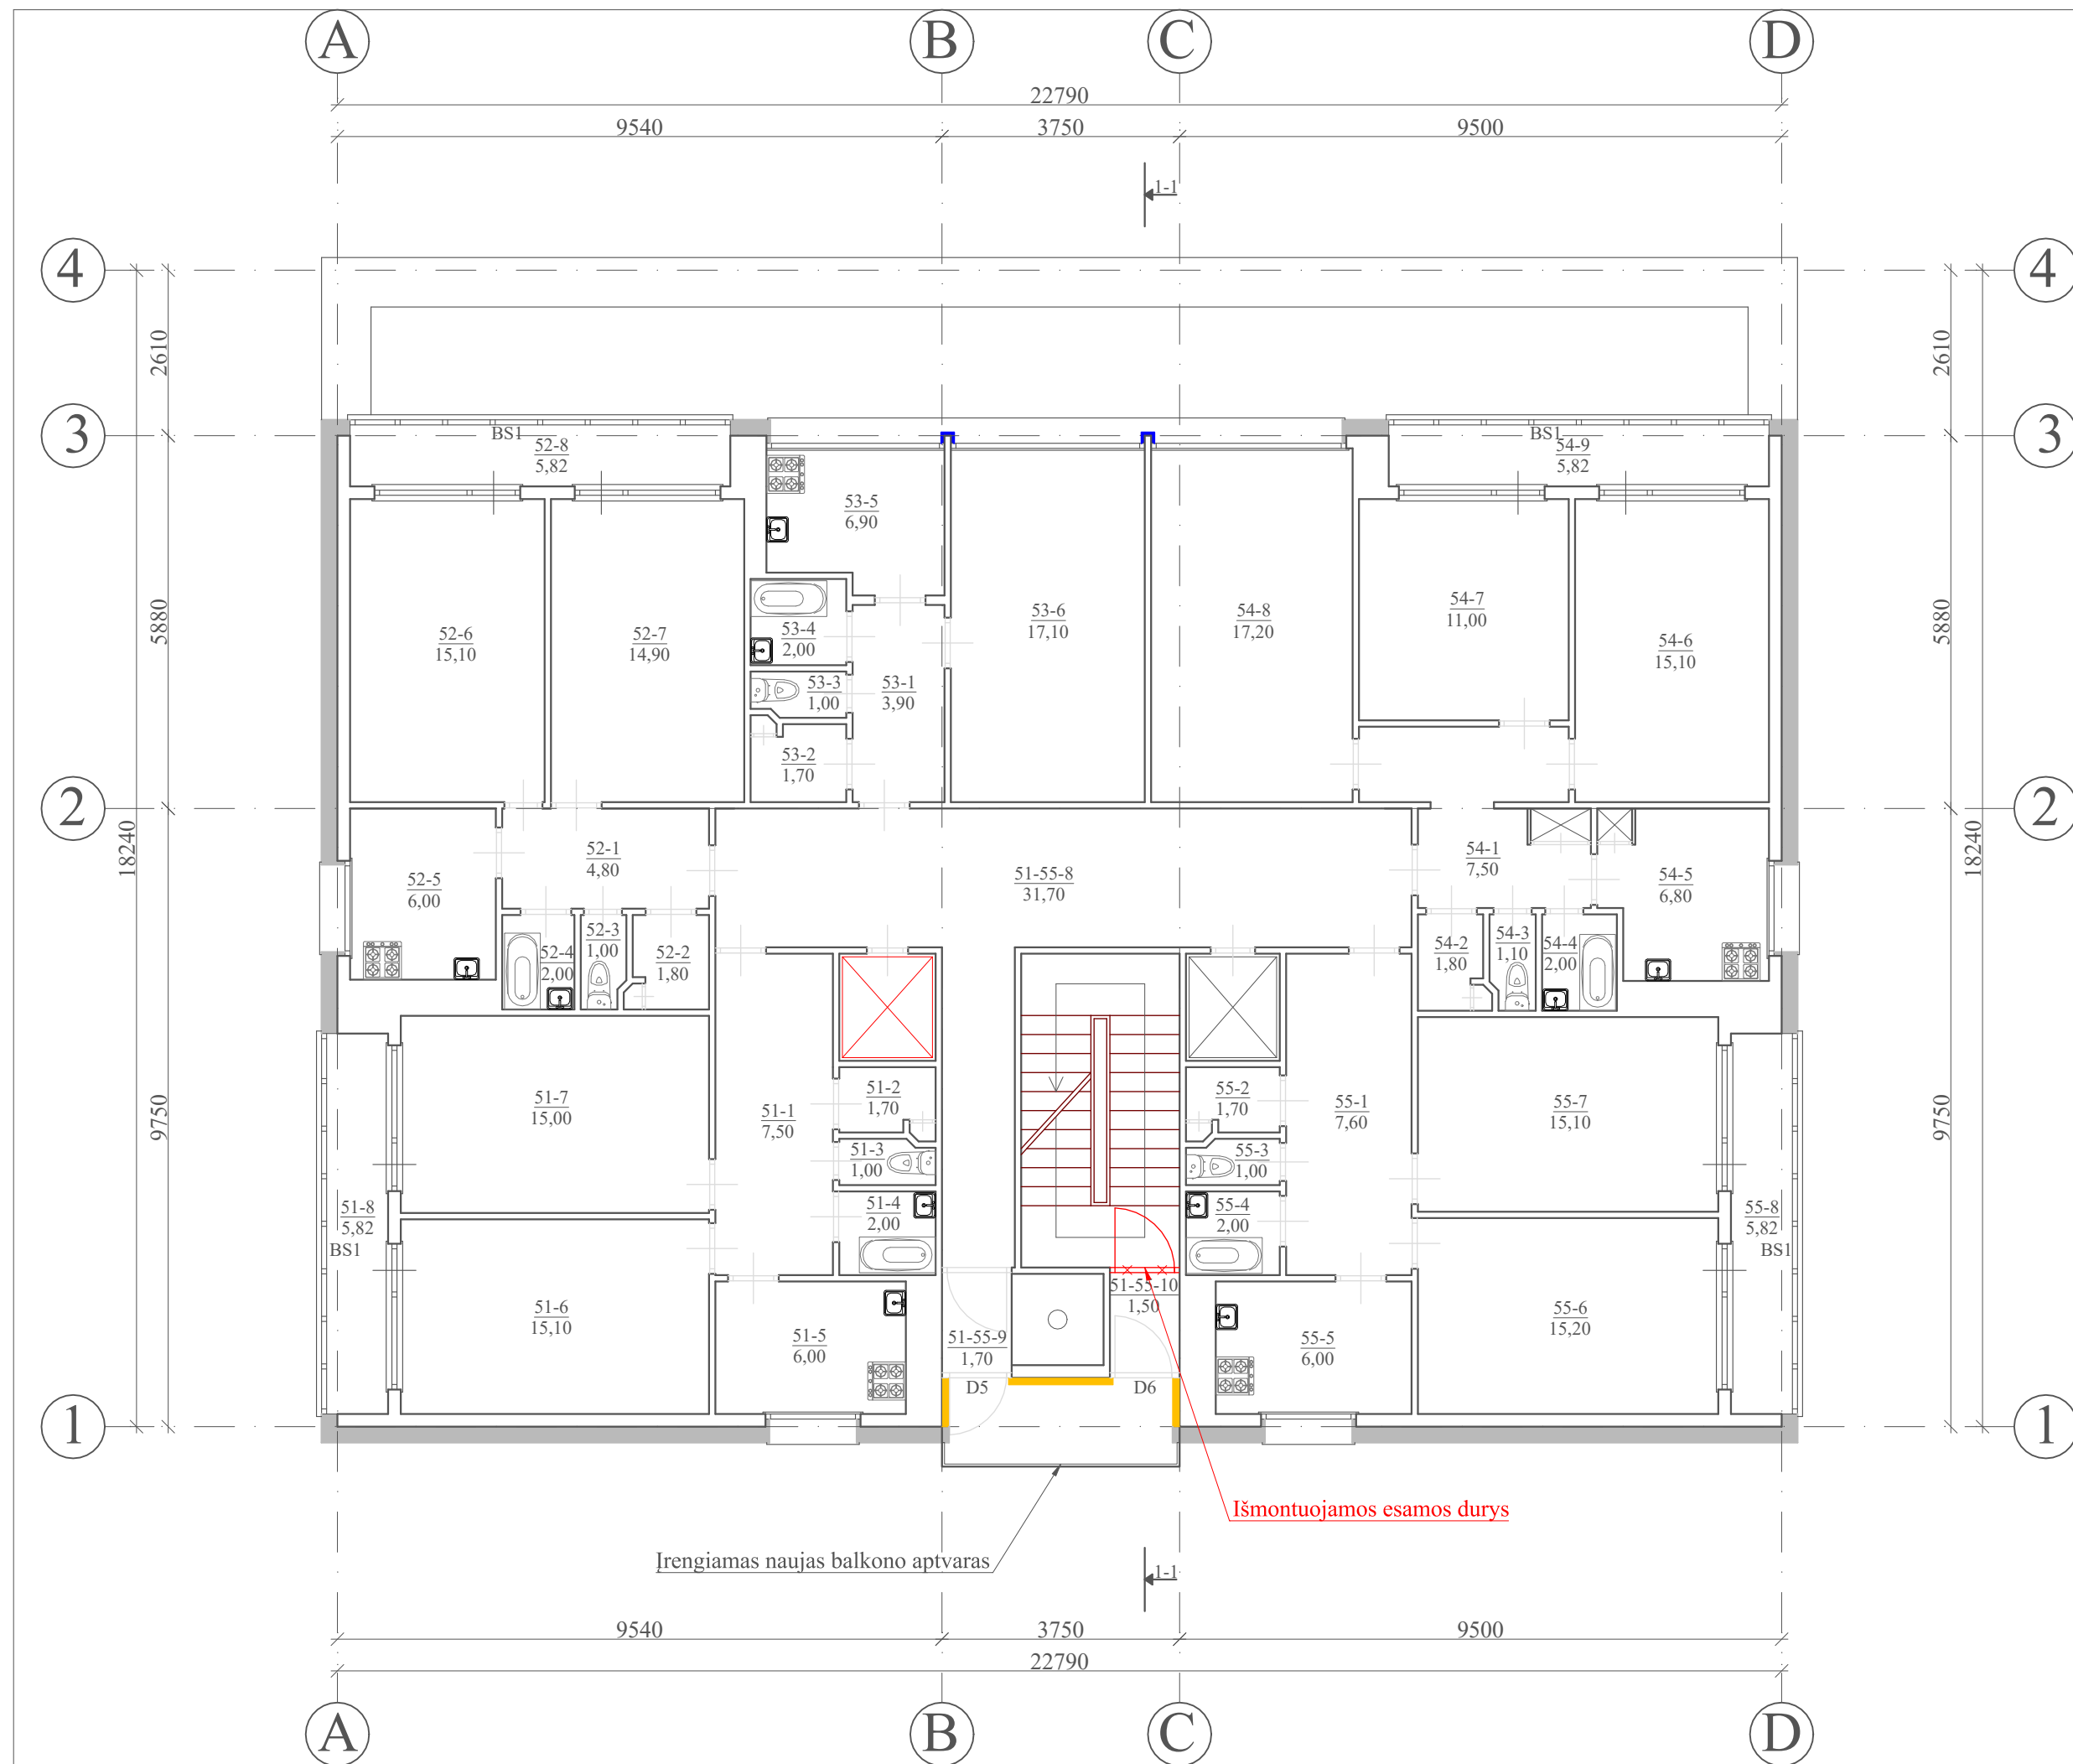 A B C D
22790
9540 3750 9500
1-1
4 4
2610 2610
3 3
BS1 BS1
52-8 54-9
5,82 5,82
53-5
6,90
5880 5880
52-6 52-7 53-4 53-6 54-8 54-7 54-6
15,10 14,90 2,00 17,10 17,20 11,00 15,10
53-3 53-1
1,00 3,90
53-2
1,70
2 2
18240 18240
52-1 54-1
4,80 7,50
52-5 51-55-8 54-5
6,00 31,70 6,80
52-4 52-3 52-2 54-2 54-3 54-4
2,00 1,00 1,80 1,80 1,10 2,00
9750 9750
51-7 51-1 51-2 55-2 55-1 55-7
15,00 7,50 1,70 1,70 7,60 15,10
51-3 55-3
1,00 1,00
51-8 51-4 55-4 55-8
5,82 2,00 2,00 5,82
BS1 BS1
51-6 51-5 51-55-9 51-55-10 55-5 55-6
15,10 6,00 1,70 1,50 6,00 15,20
D5 D6
1 1
Išmontuojamos esamos durys
Įrengiamas naujas balkono aptvaras
1-1
9540 3750 9500
22790
A B C D